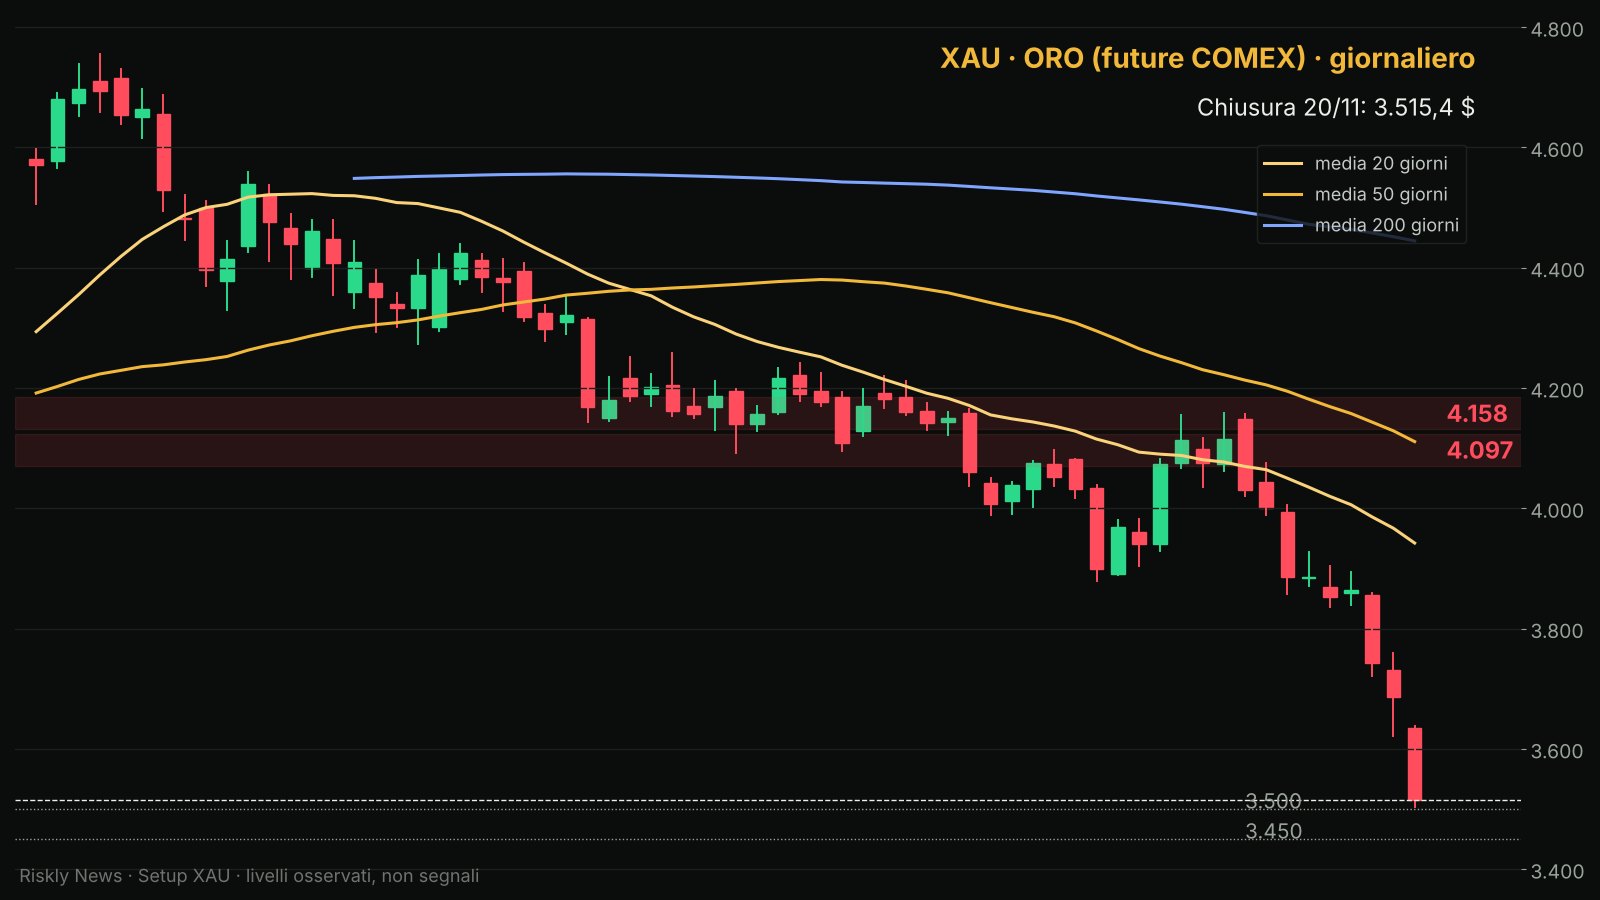 XAU · ORO (future COMEX) · giornaliero
Chiusura 20/11: 3.515,4 $
media 20 giorni
media 50 giorni
media 200 giorni
4.800
4.600
4.400
4.200
4.158
4.097
4.000
3.800
3.600
3.500
3.450
3.400
Riskly News · Setup XAU · livelli osservati, non segnali